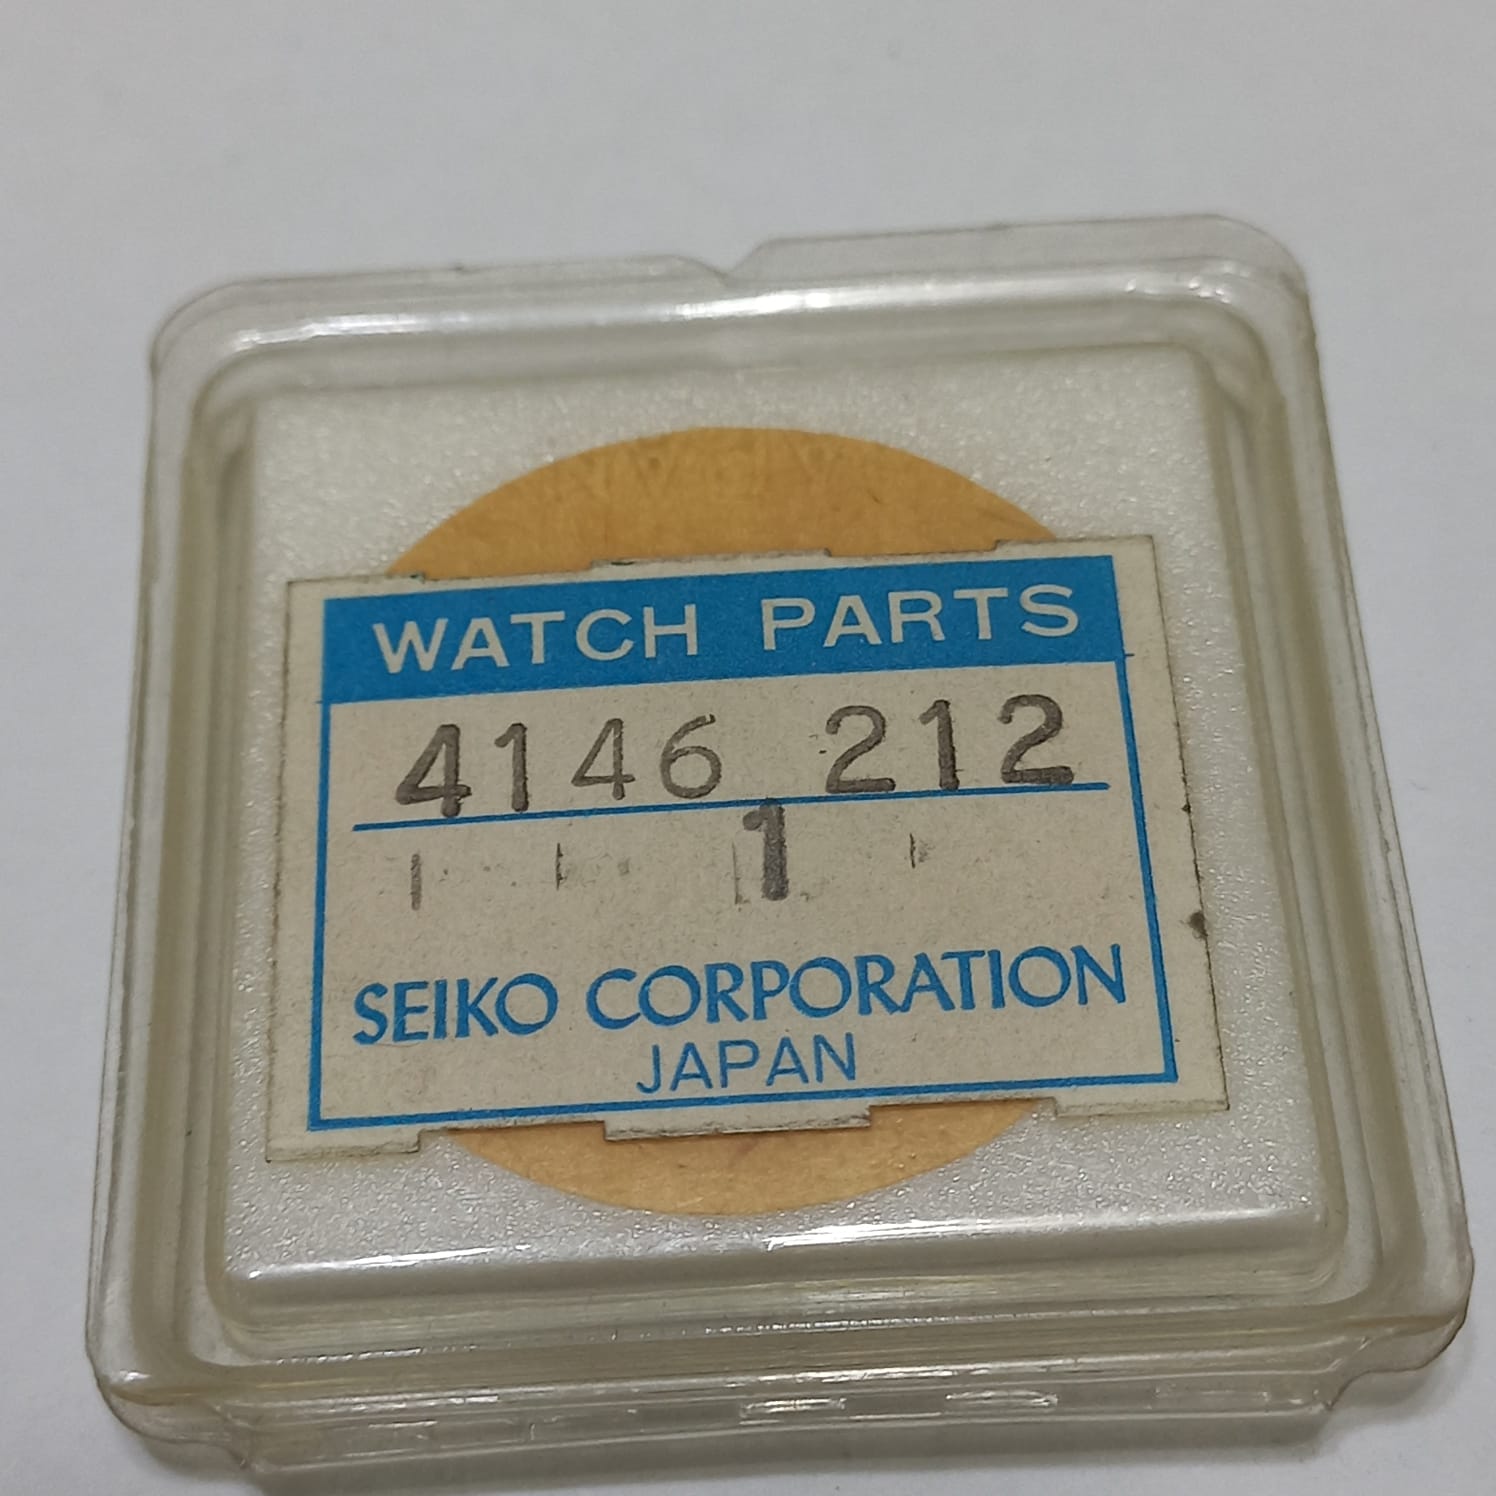 WATCH PARTS
4146 212
1
SEIKO CORPORATION
JAPAN